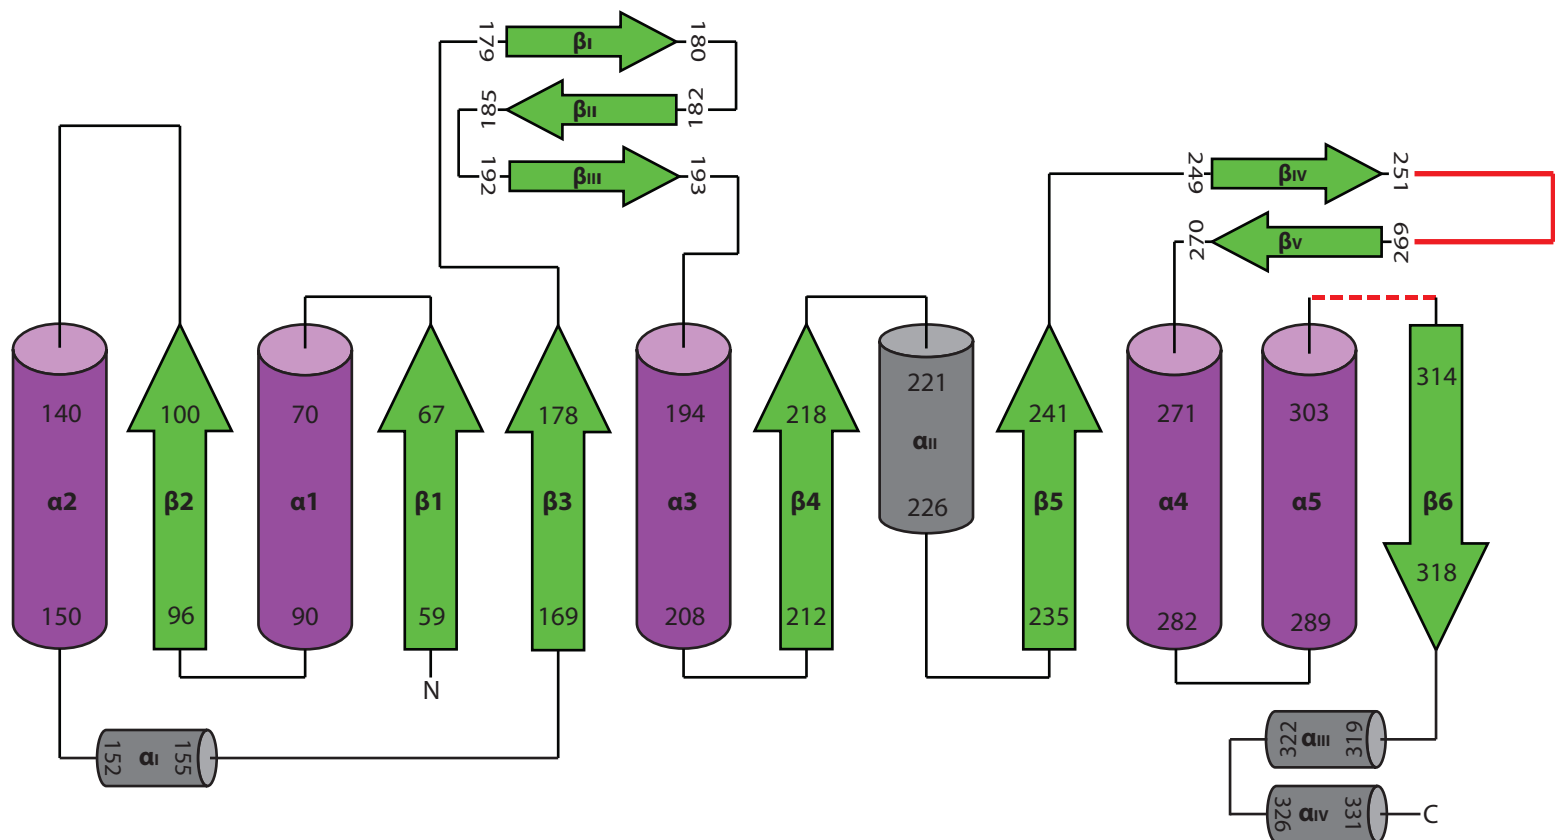 179 βI 180
185 βII 182
192 βIII 193
249 βIV 251
270 βV 269
140 100 70 67 178 194 218 221 241 271 303 314
α2 β2 α1 β1 β3 α3 β4 αII β5 α4 α5 β6
226
318
150 96 90 59 169 208 212 235 282 289
N
152 αI 155
322 αIII 319
326 αIV 331 C